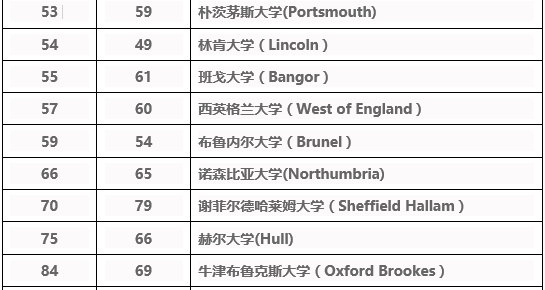 53 59 朴茨茅斯大学(Portsmouth)
54 49 林肯大学（Lincoln）
55 61 班戈大学（Bangor）
57 60 西英格兰大学（West of England）
59 54 布鲁内尔大学（Brunel）
66 65 诺森比亚大学(Northumbria)
70 79 谢菲尔德哈莱姆大学（Sheffield Hallam）
75 66 赫尔大学(Hull)
84 69 牛津布鲁克斯大学（Oxford Brookes）